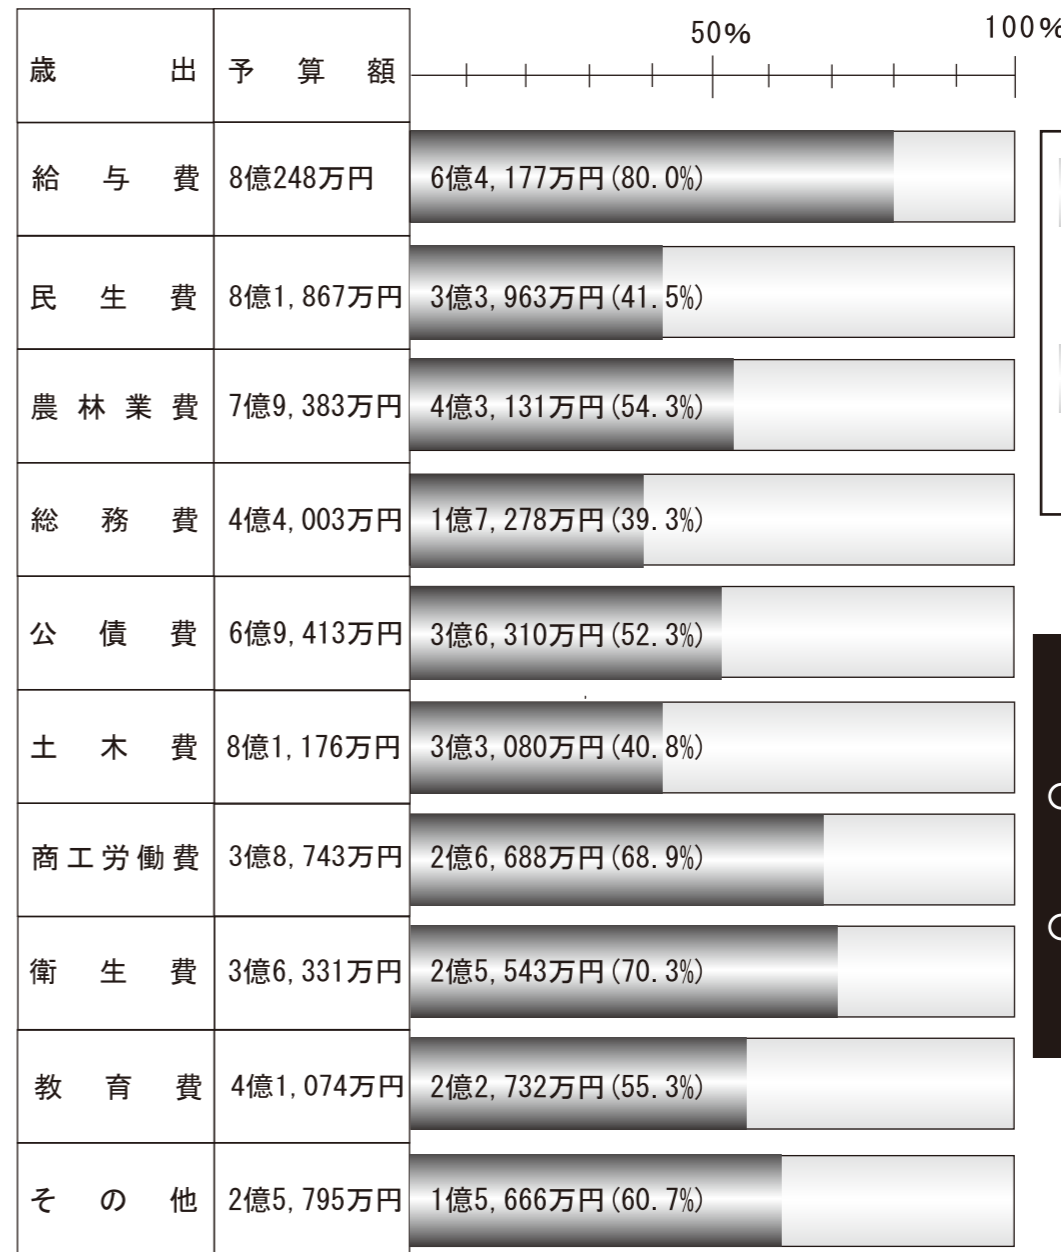 50% 100%
歳出 予算額
給与費 8億248万円 6億4,177万円(80.0%)
民生費 8億1,867万円 3億3,963万円(41.5%)
農林業費 7億9,383万円 4億3,131万円(54.3%)
総務費 4億4,003万円 1億7,278万円(39.3%)
公債費 6億9,413万円 3億6,310万円(52.3%)
土木費 8億1,176万円 3億3,080万円(40.8%)
商工労働費 3億8,743万円 2億6,688万円(68.9%)
衛生費 3億6,331万円 2億5,543万円(70.3%)
教育費 4億1,074万円 2億2,732万円(55.3%)
その他 2億5,795万円 1億5,666万円(60.7%)